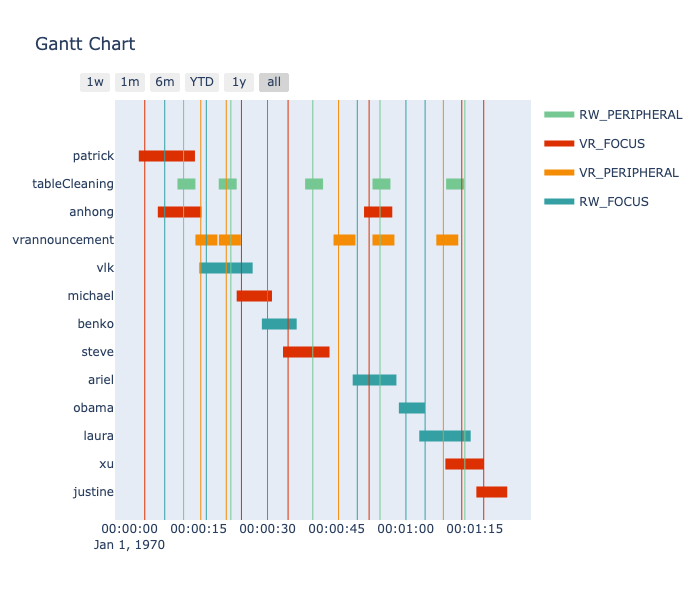 Gantt Chart
1w 1m 6m YTD 1y all
RW_PERIPHERAL
VR_FOCUS
VR_PERIPHERAL
RW_FOCUS
patrick
tableCleaning
anhong
vrannouncement
vlk
michael
benko
steve
ariel
obama
laura
xu
justine
00:00:00 00:00:15 00:00:30 00:00:45 00:01:00 00:01:15
Jan 1, 1970